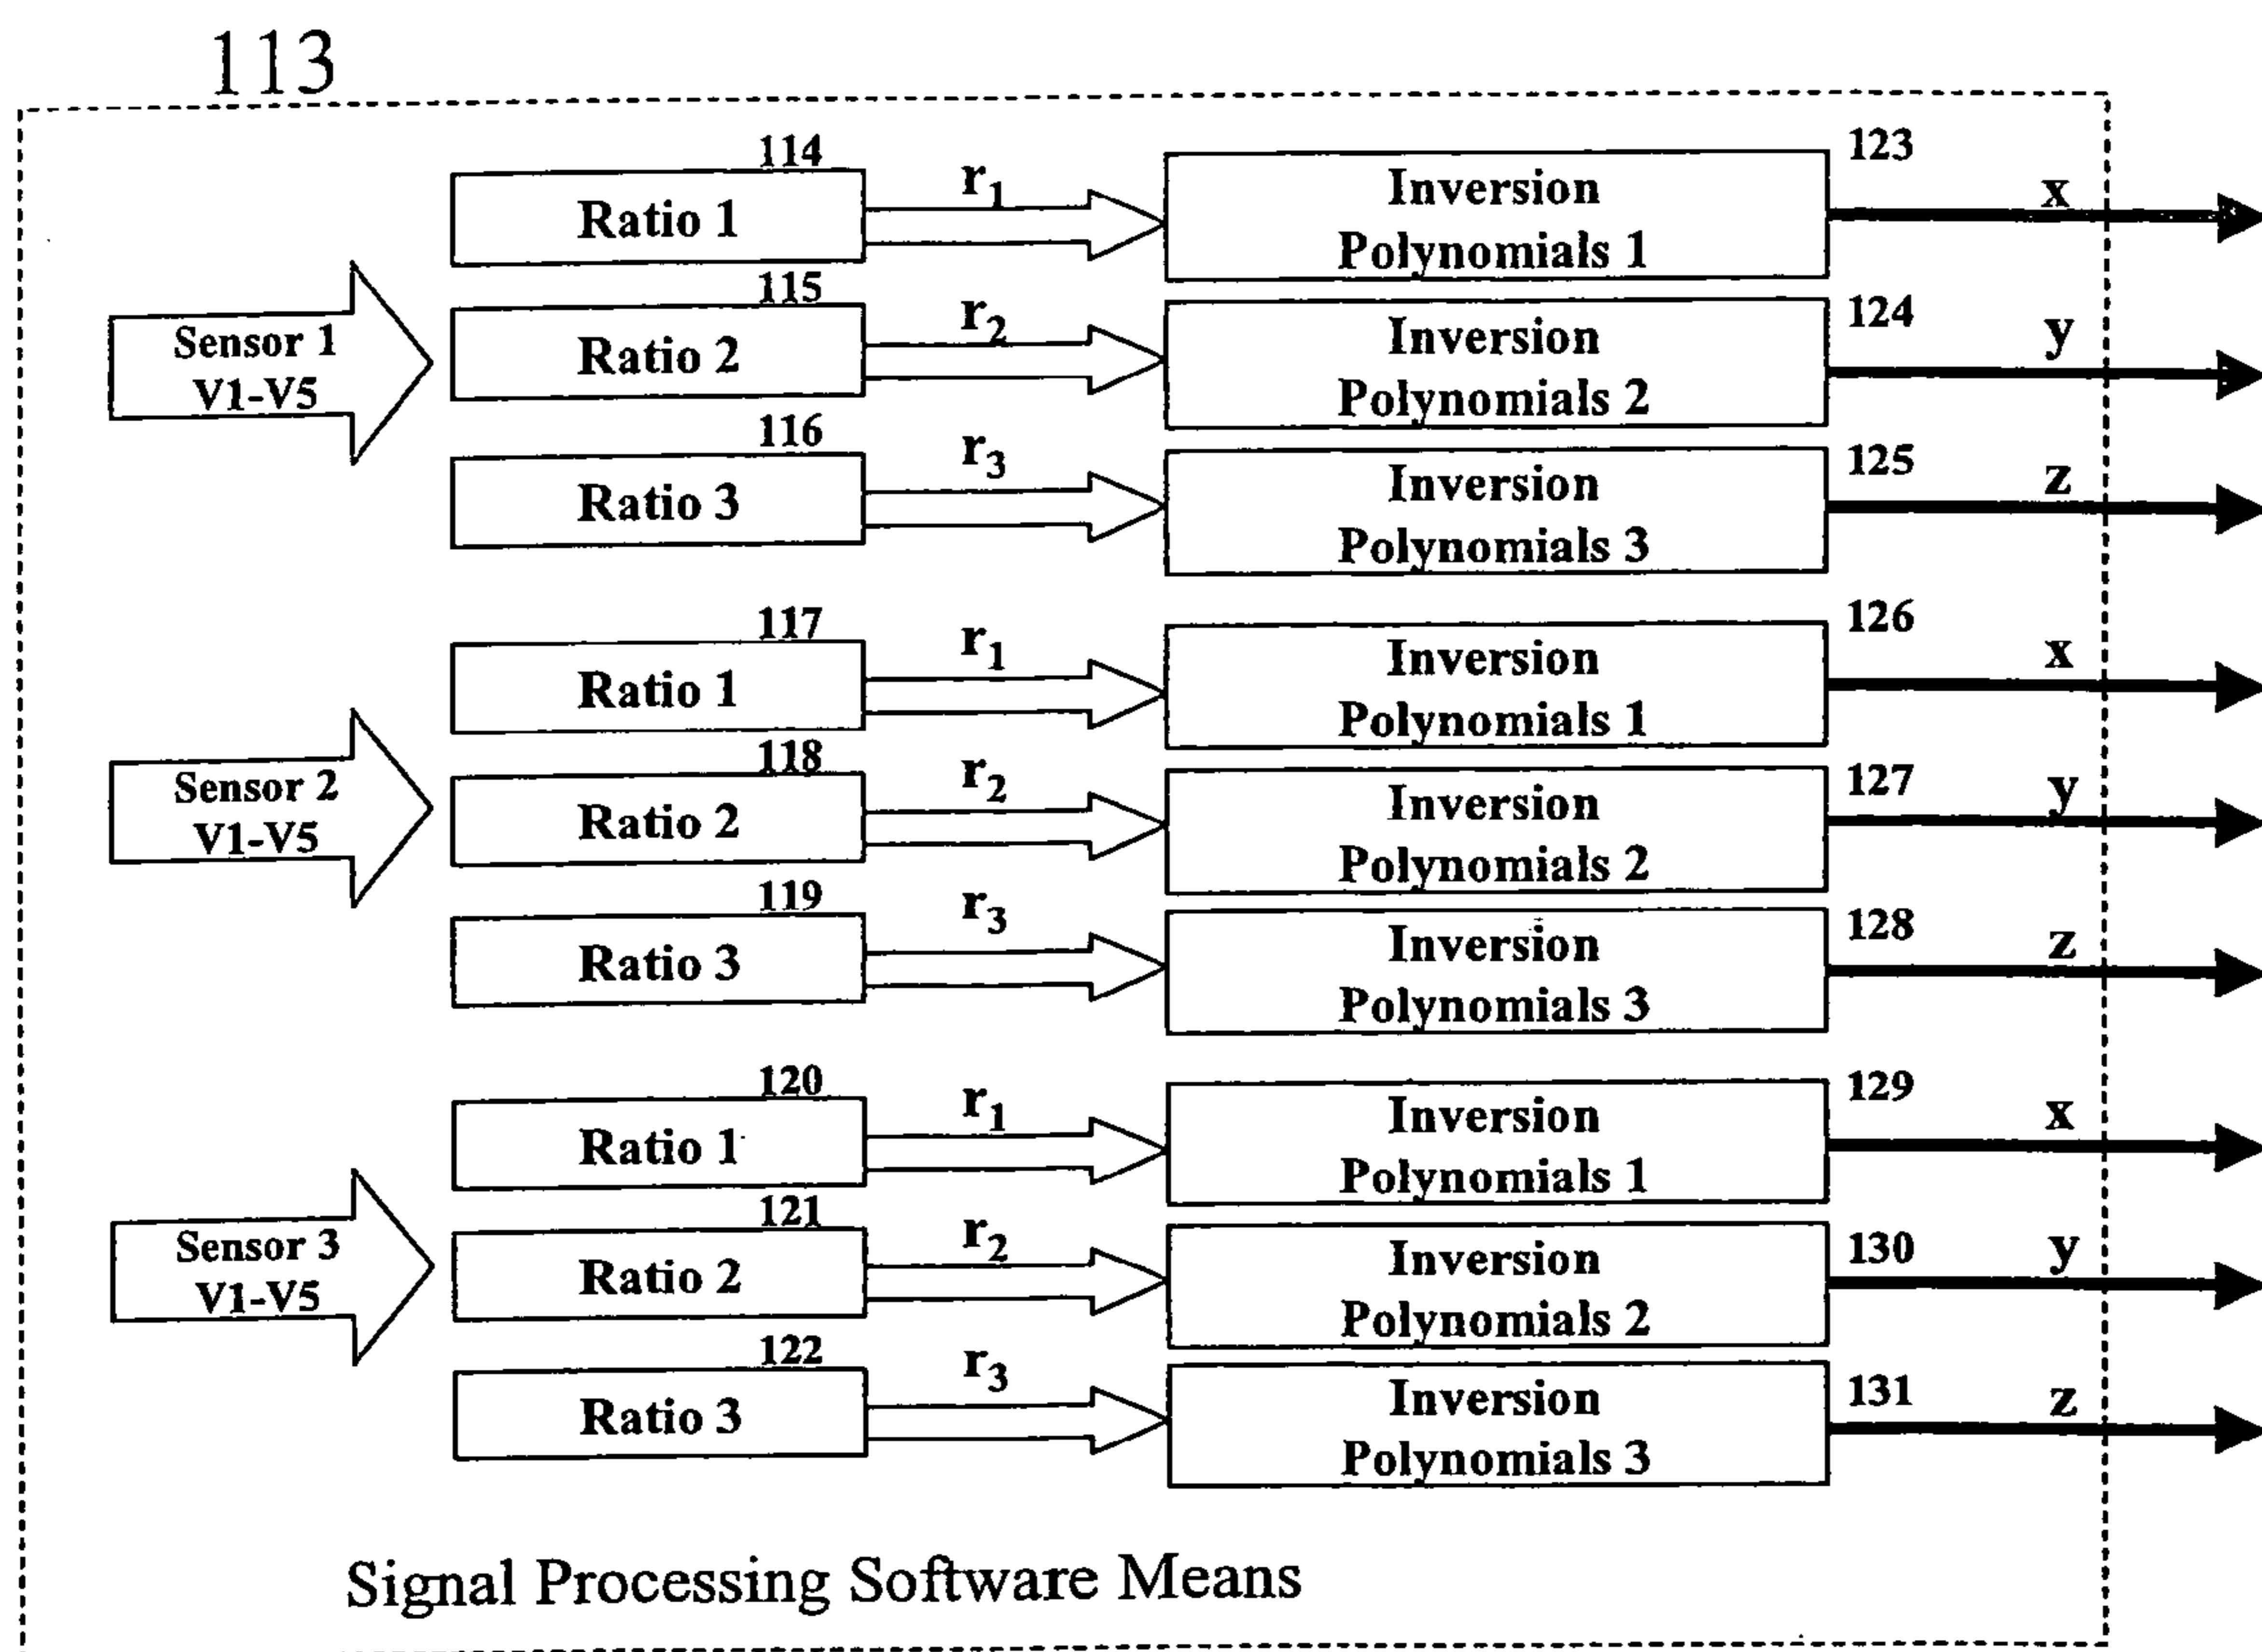 113
114
Ratio 1
r1
Inversion
Polynomials 1
123
x
Sensor 1
V1-V5
115
Ratio 2
r2
Inversion
Polynomials 2
124
y
116
Ratio 3
r3
Inversion
Polynomials 3
125
z
117
Ratio 1
r1
Inversion
Polynomials 1
126
x
Sensor 2
V1-V5
118
Ratio 2
r2
Inversion
Polynomials 2
127
y
119
Ratio 3
r3
Inversion
Polynomials 3
128
z
120
Ratio 1
r1
Inversion
Polynomials 1
129
x
Sensor 3
V1-V5
121
Ratio 2
r2
Inversion
Polynomials 2
130
y
122
Ratio 3
r3
Inversion
Polynomials 3
131
z
Signal Processing Software Means